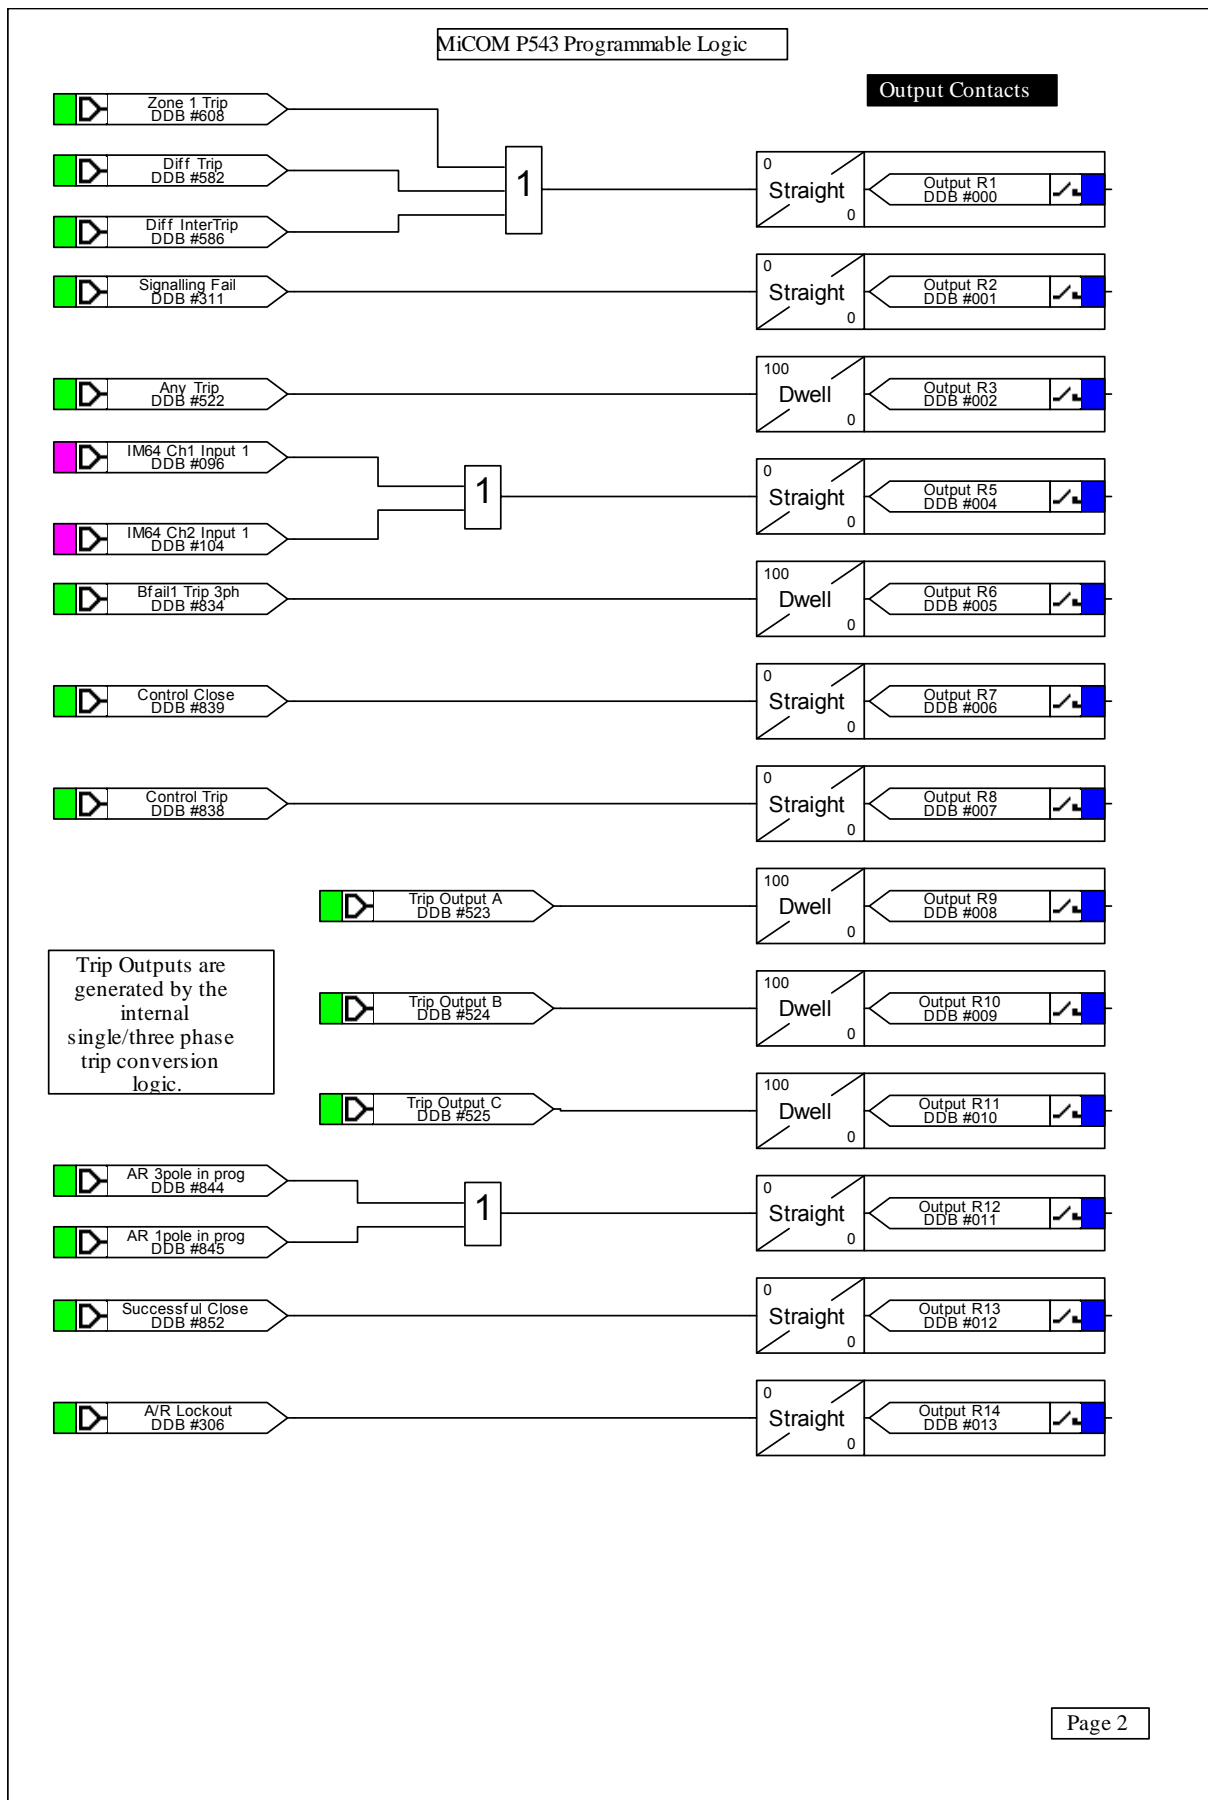 MiCOM P543 Programmable Logic
Output Contacts
Zone 1 Trip
DDB #608
Diff Trip
DDB #582
Diff InterTrip
DDB #586
1
0
Straight
0
Output R1
DDB #000
Signalling Fail
DDB #311
0
Straight
0
Output R2
DDB #001
Any Trip
DDB #522
100
Dwell
0
Output R3
DDB #002
IM64 Ch1 Input 1
DDB #096
IM64 Ch2 Input 1
DDB #104
1
0
Straight
0
Output R5
DDB #004
Bfail1 Trip 3ph
DDB #834
100
Dwell
0
Output R6
DDB #005
Control Close
DDB #839
0
Straight
0
Output R7
DDB #006
Control Trip
DDB #838
0
Straight
0
Output R8
DDB #007
Trip Output A
DDB #523
100
Dwell
0
Output R9
DDB #008
Trip Outputs are
generated by the
internal
single/three phase
trip conversion
logic.
Trip Output B
DDB #524
100
Dwell
0
Output R10
DDB #009
Trip Output C
DDB #525
100
Dwell
0
Output R11
DDB #010
AR 3pole in prog
DDB #844
AR 1pole in prog
DDB #845
1
0
Straight
0
Output R12
DDB #011
Successful Close
DDB #852
0
Straight
0
Output R13
DDB #012
A/R Lockout
DDB #306
0
Straight
0
Output R14
DDB #013
Page 2